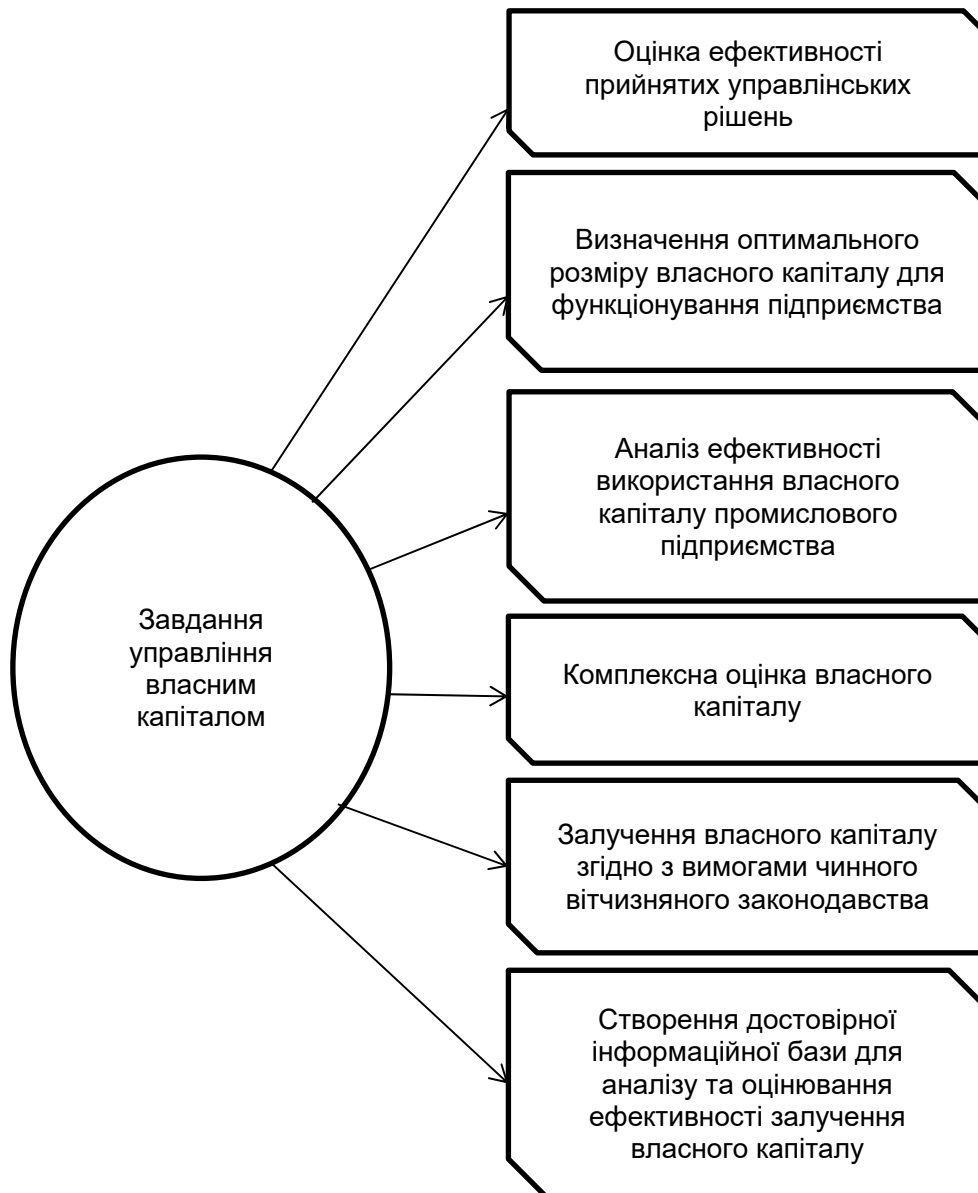 Оцінка ефективності
прийнятих управлінських
рішень
Визначення оптимального
розміру власного капіталу для
функціонування підприємства
Аналіз ефективності
використання власного
капіталу промислового
підприємства
Завдання
управління
власним
капіталом
Комплексна оцінка власного
капіталу
Залучення власного капіталу
згідно з вимогами чинного
вітчизняного законодавства
Створення достовірної
інформаційної бази для
аналізу та оцінювання
ефективності залучення
власного капіталу